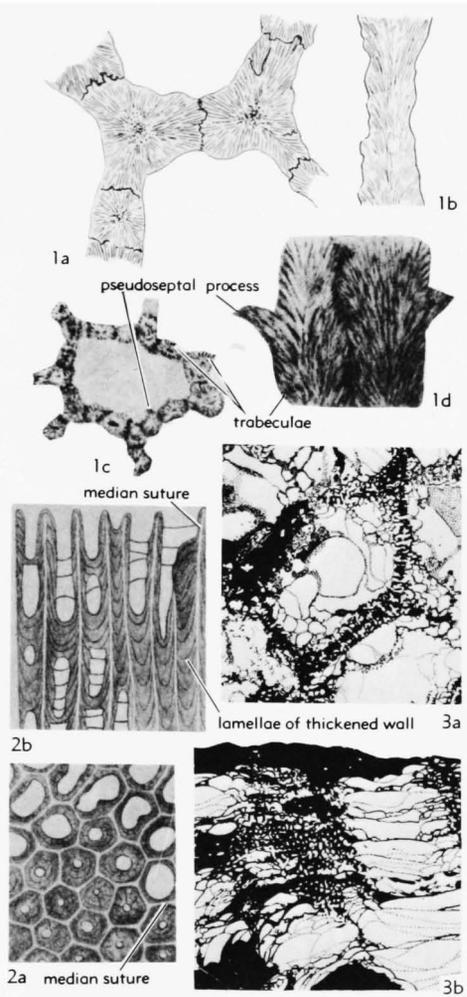 1a
1b
pseudoseptal process
1c
trabeculae
1d
median suture
2b
lamellae of thickened wall
3a
2a
median suture
3b